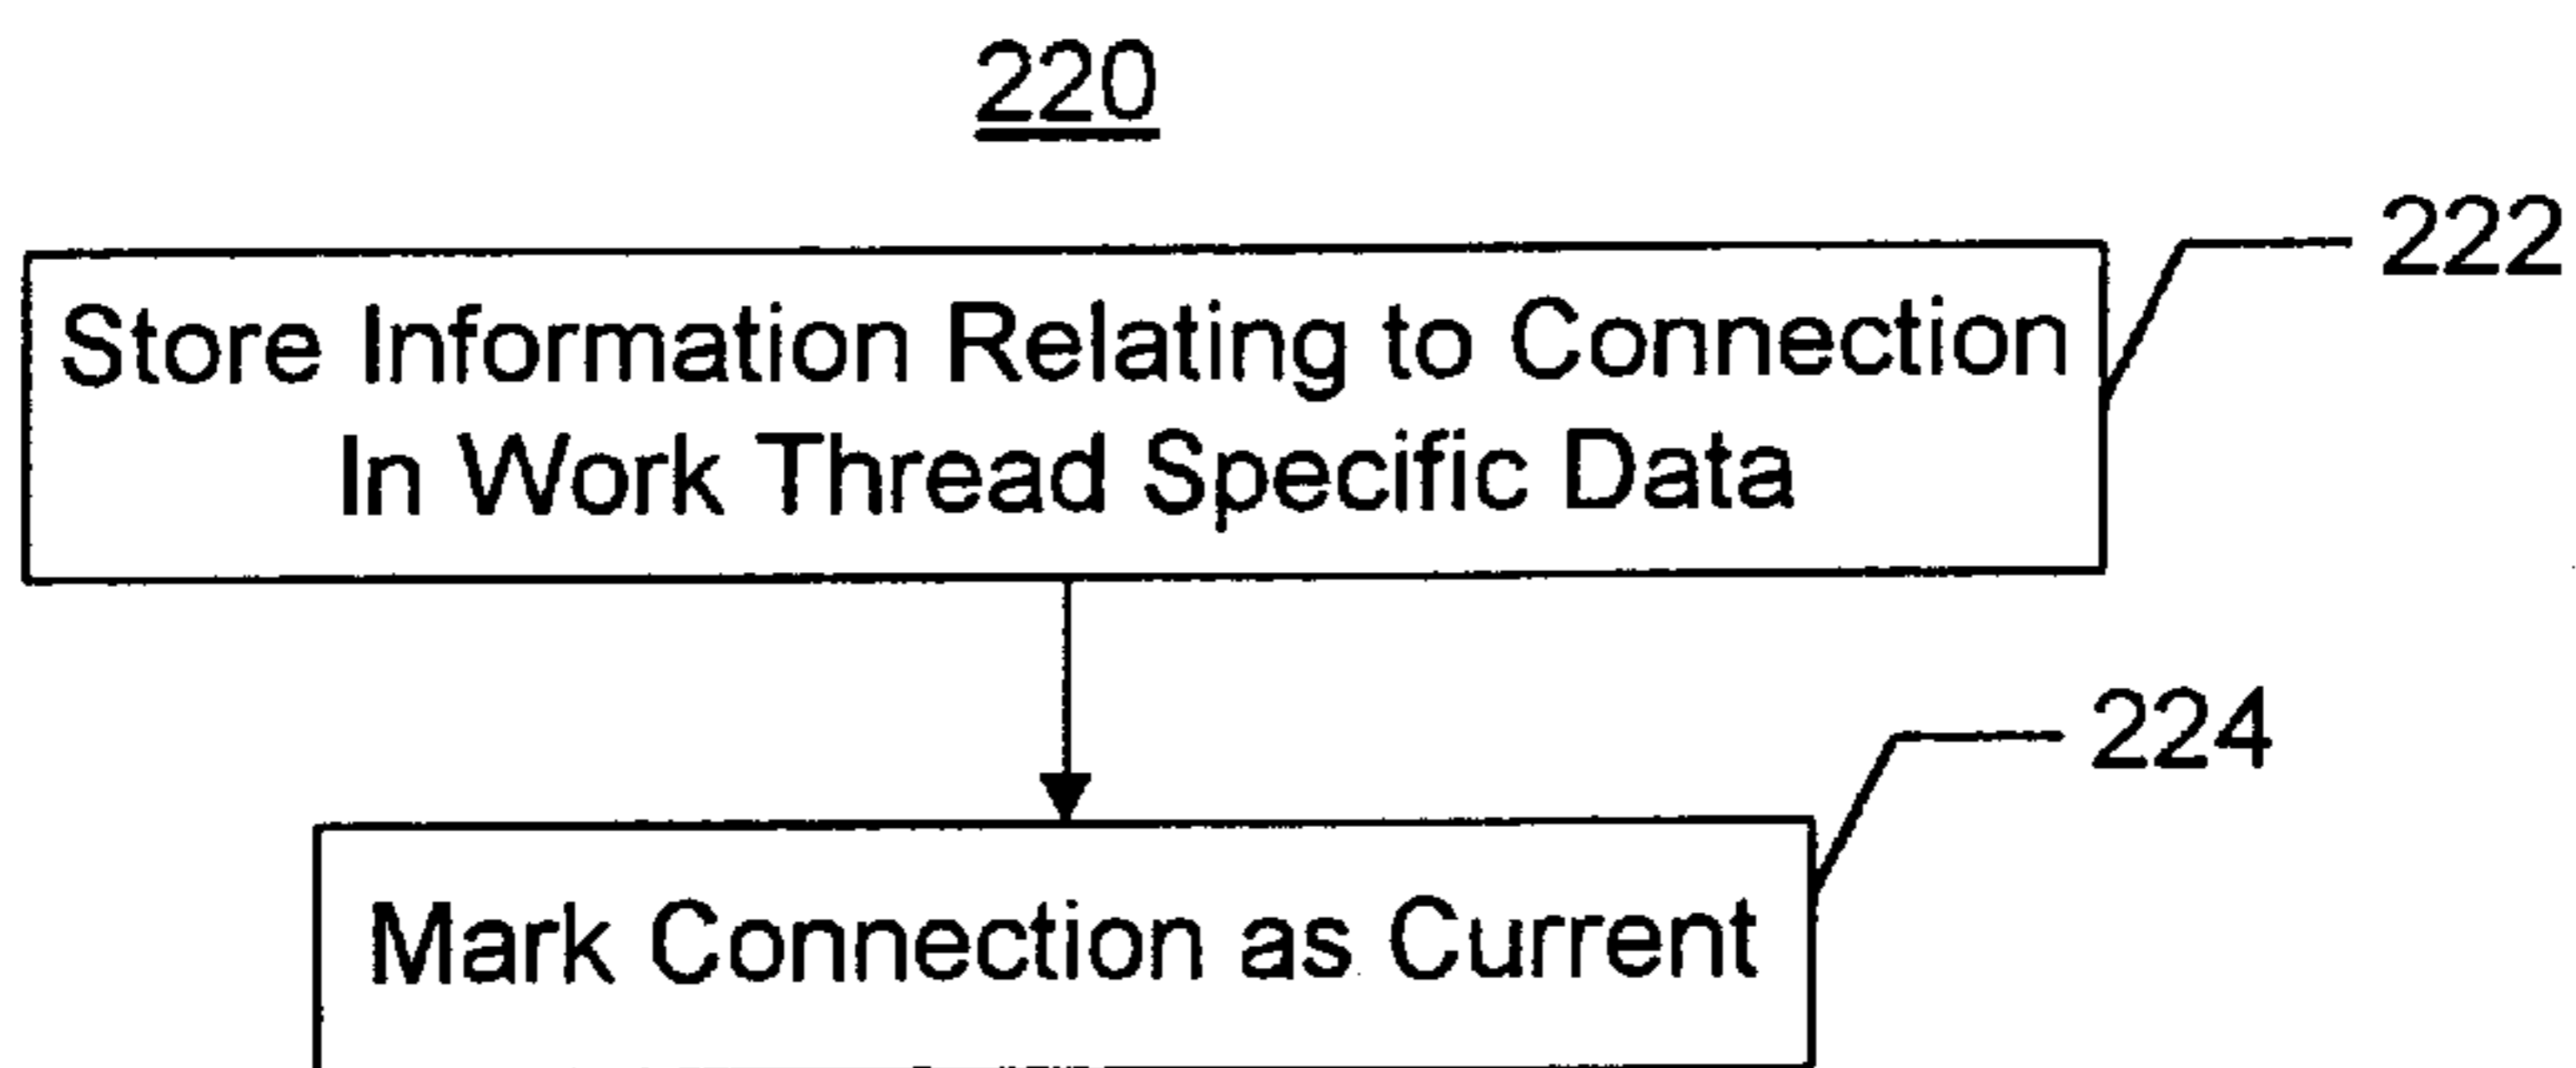 220
222
Store Information Relating to Connection
In Work Thread Specific Data
224
Mark Connection as Current